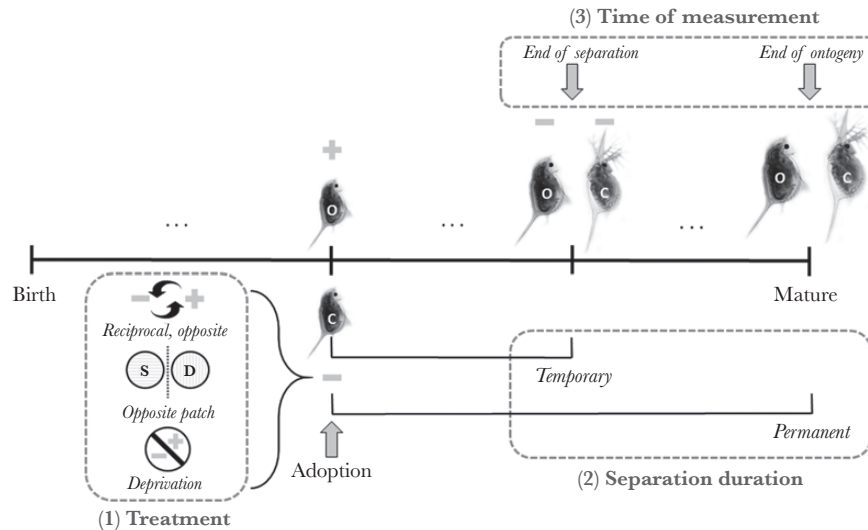 (3) Time of measurement
End of separation
End of ontogeny
+
− −
O C O C
O
... ... ...
Birth
Mature
− +
C
Reciprocal, opposite
S D
−
Temporary
Opposite patch
− +
Permanent
Adoption
Deprivation
(2) Separation duration
(1) Treatment